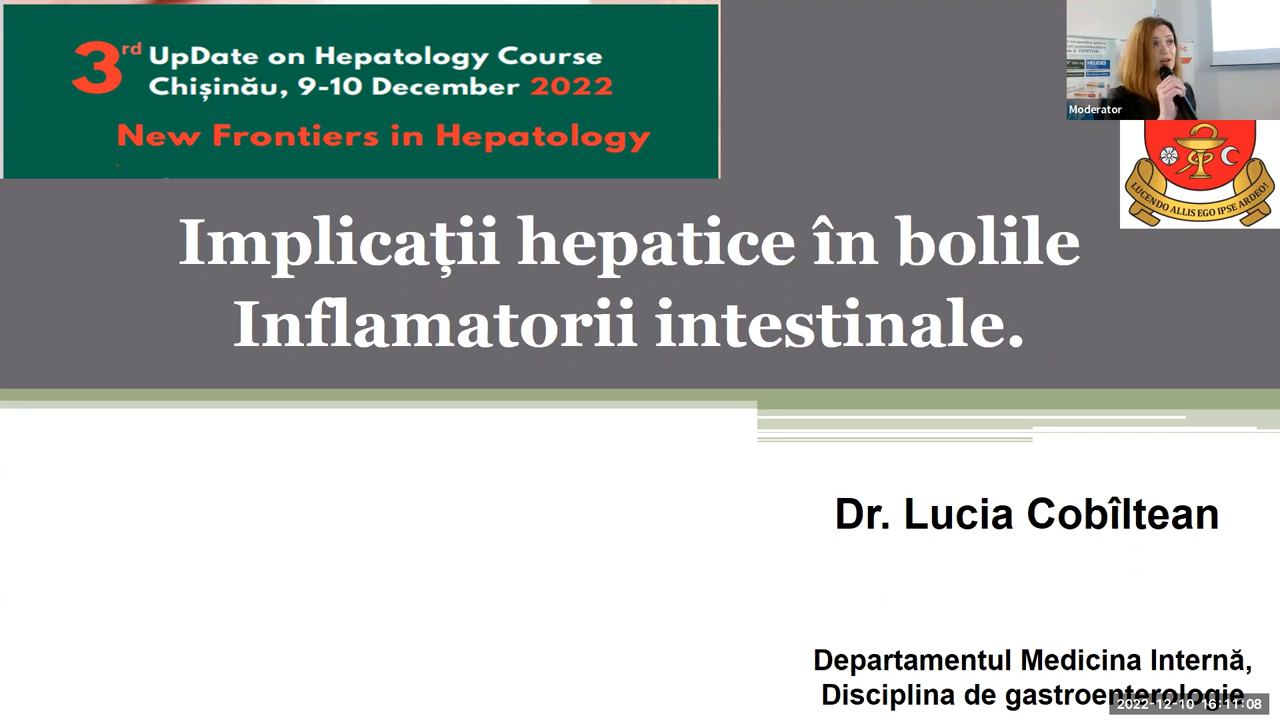 3rd UpDate on Hepatology Course
Chișinău, 9-10 December 2022
New Frontiers in Hepatology
Moderator
LUCENDO ALLIS EGO IPSE ARDEO!
Implicații hepatice în bolile
Inflamatorii intestinale.
Dr. Lucia Cobîltean
Departamentul Medicina Internă,
Disciplina de gastroenterologie
2022-12-10 16:11:08